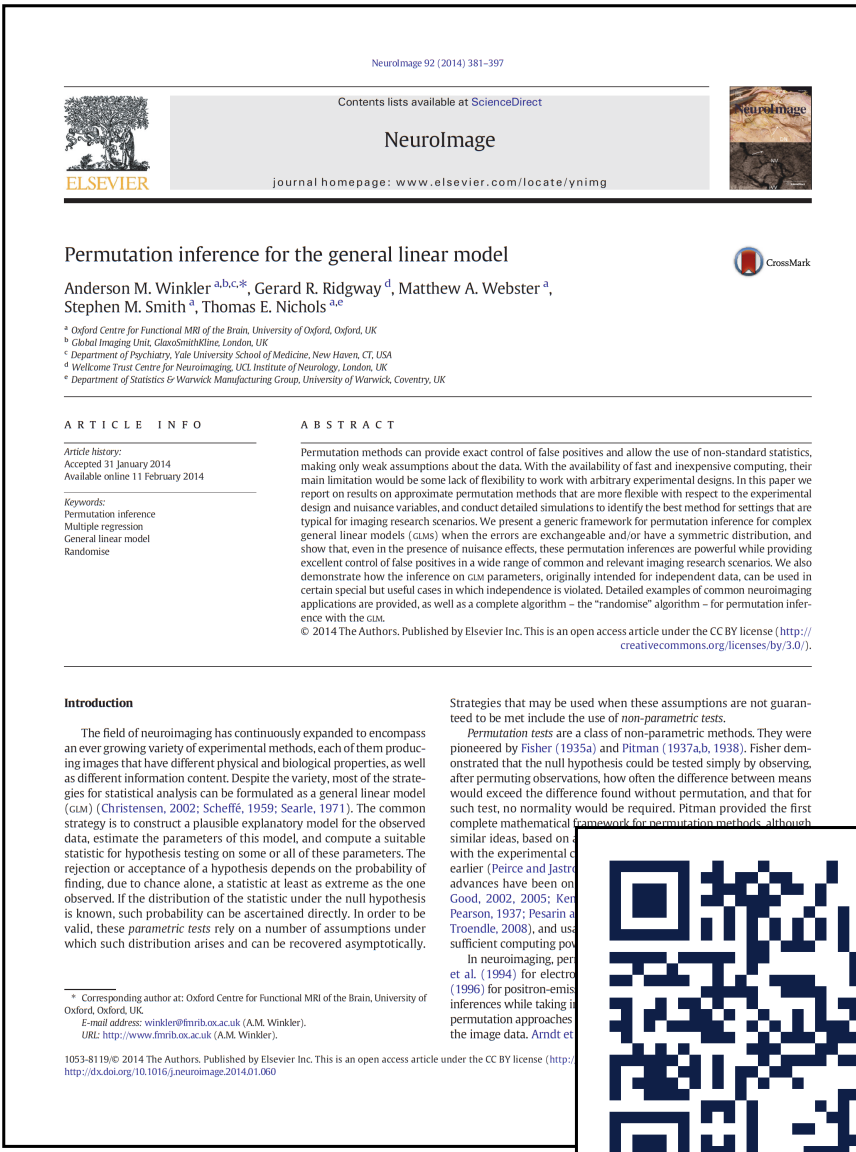 NeuroImage 92 (2014) 381–397
Contents lists available at ScienceDirect
NeuroImage
journal homepage: www.elsevier.com/locate/ynimg
ELSEVIER
NeuroImage
Permutation inference for the general linear model
CrossMark
Anderson M. Winkler a,b,c,*, Gerard R. Ridgway d, Matthew A. Webster a,
Stephen M. Smith a, Thomas E. Nichols a,e
a Oxford Centre for Functional MRI of the Brain, University of Oxford, Oxford, UK
b Global Imaging Unit, GlaxoSmithKline, London, UK
c Department of Psychiatry, Yale University School of Medicine, New Haven, CT, USA
d Wellcome Trust Centre for Neuroimaging, UCL Institute of Neurology, London, UK
e Department of Statistics & Warwick Manufacturing Group, University of Warwick, Coventry, UK
ARTICLE INFO
Article history:
Accepted 31 January 2014
Available online 11 February 2014
Keywords:
Permutation inference
Multiple regression
General linear model
Randomise
ABSTRACT
Permutation methods can provide exact control of false positives and allow the use of non-standard statistics,
making only weak assumptions about the data. With the availability of fast and inexpensive computing, their
main limitation would be some lack of flexibility to work with arbitrary experimental designs. In this paper we
report on results on approximate permutation methods that are more flexible with respect to the experimental
design and nuisance variables, and conduct detailed simulations to identify the best method for settings that are
typical for imaging research scenarios. We present a generic framework for permutation inference for complex
general linear models (GLMS) when the errors are exchangeable and/or have a symmetric distribution, and
show that, even in the presence of nuisance effects, these permutation inferences are powerful while providing
excellent control of false positives in a wide range of common and relevant imaging research scenarios. We also
demonstrate how the inference on GLM parameters, originally intended for independent data, can be used in
certain special but useful cases in which independence is violated. Detailed examples of common neuroimaging
applications are provided, as well as a complete algorithm – the “randomise” algorithm – for permutation infer-
ence with the GLM.
© 2014 The Authors. Published by Elsevier Inc. This is an open access article under the CC BY license (http://
creativecommons.org/licenses/by/3.0/).
Introduction
The field of neuroimaging has continuously expanded to encompass
an ever growing variety of experimental methods, each of them produc-
ing images that have different physical and biological properties, as well
as different information content. Despite the variety, most of the strate-
gies for statistical analysis can be formulated as a general linear model
(GLM) (Christensen, 2002; Scheffé, 1959; Searle, 1971). The common
strategy is to construct a plausible explanatory model for the observed
data, estimate the parameters of this model, and compute a suitable
statistic for hypothesis testing on some or all of these parameters. The
rejection or acceptance of a hypothesis depends on the probability of
finding, due to chance alone, a statistic at least as extreme as the one
observed. If the distribution of the statistic under the null hypothesis
is known, such probability can be ascertained directly. In order to be
valid, these parametric tests rely on a number of assumptions under
which such distribution arises and can be recovered asymptotically.
Strategies that may be used when these assumptions are not guaran-
teed to be met include the use of non-parametric tests.
Permutation tests are a class of non-parametric methods. They were
pioneered by Fisher (1935a) and Pitman (1937a,b, 1938). Fisher dem-
onstrated that the null hypothesis could be tested simply by observing,
after permuting observations, how often the difference between means
would exceed the difference found without permutation, and that for
such test, no normality would be required. Pitman provided the first
complete mathematical framework for permutation methods, although
similar ideas, based on
with the experimental
earlier (Peirce and
advances have been on
Good, 2002, 2005;
Pearson, 1937; Pesarin
Troendle, 2008), and
sufficient computing
In neuroimaging,
et al. (1994) for
(1996) for
inferences while taking
permutation approaches
the image data. Arndt et
* Corresponding author at: Oxford Centre for Functional MRI of the Brain, University of
Oxford, Oxford, UK.
E-mail address: winkler@fmrib.ox.ac.uk (A.M. Winkler).
URL: http://www.fmrib.ox.ac.uk (A.M. Winkler).
1053-8119/© 2014 The Authors. Published by Elsevier Inc. This is an open access article under the CC BY license (http:/
http://dx.doi.org/10.1016/j.neuroimage.2014.01.060